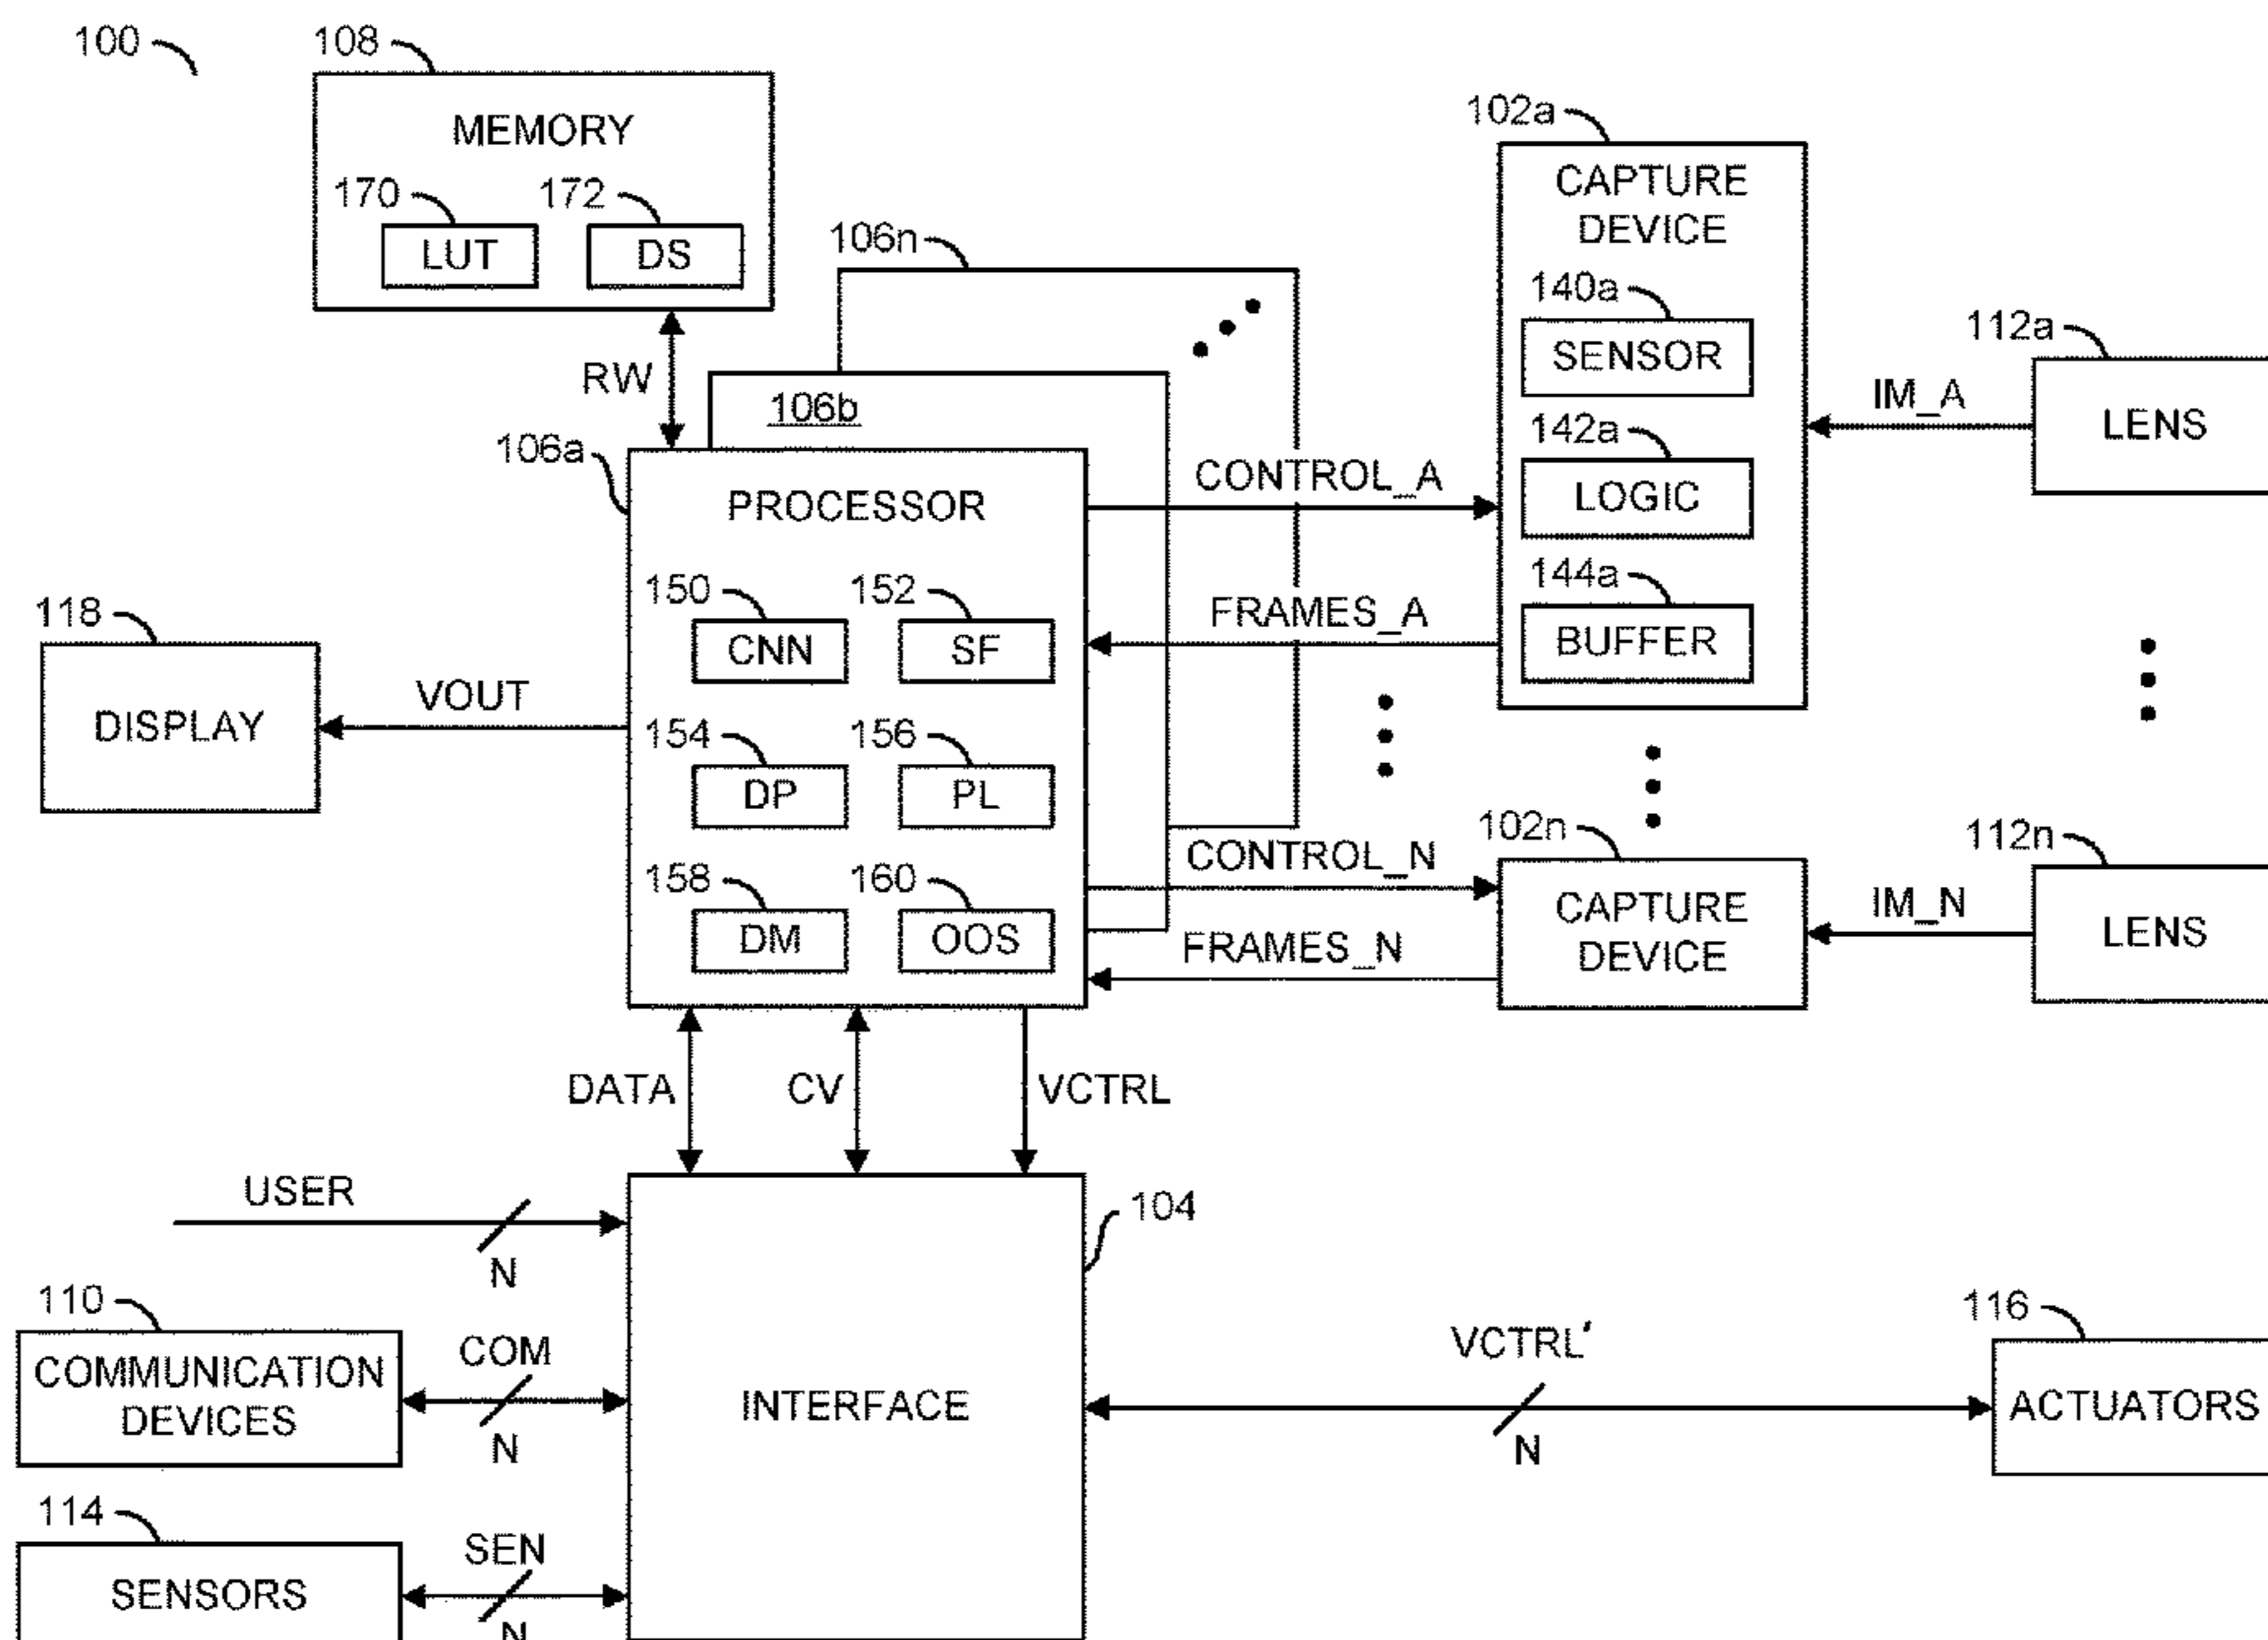 100
108
MEMORY
170
172
LUT
DS
RW
106n
106b
106a
PROCESSOR
150
152
CNN
SF
154
156
DP
PL
158
160
DM
OOS
102a
CAPTURE
DEVICE
140a
SENSOR
142a
LOGIC
144a
BUFFER
112a
IM_A
LENS
CONTROL_A
FRAMES_A
118
DISPLAY
VOUT
CONTROL_N
FRAMES_N
102n
CAPTURE
DEVICE
112n
IM_N
LENS
DATA
CV
VCTRL
USER
N
104
INTERFACE
110
COMMUNICATION
DEVICES
COM
N
114
SENSORS
SEN
N
VCTRL'
N
116
ACTUATORS